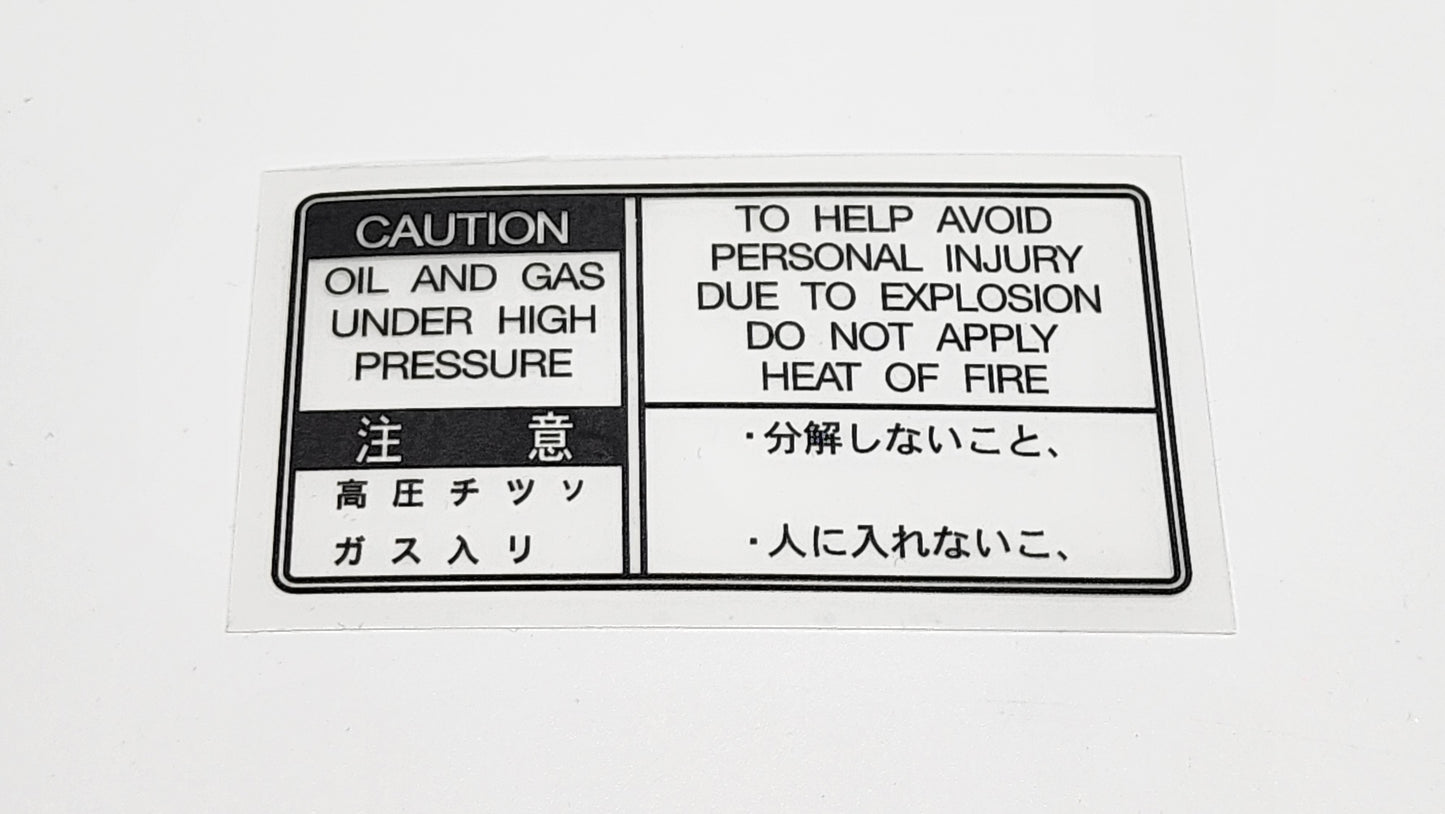 CAUTION
OIL AND GAS
UNDER HIGH
PRESSURE
TO HELP AVOID
PERSONAL INJURY
DUE TO EXPLOSION
DO NOT APPLY
HEAT OF FIRE
注 意
高 圧 チ ツ ソ
ガ ス 入 リ
・分解しないこと、
・人に入れないこ、